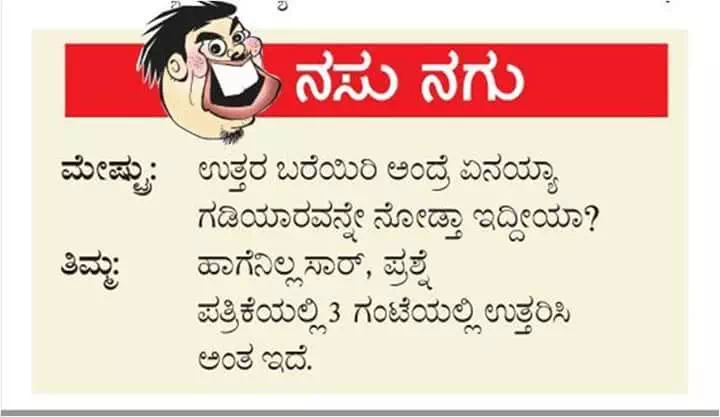 ನಸು ನಗು
ಮೇಷ್ಟ್ರು: ಉತ್ತರ ಬರೆಯಿರಿ ಅಂದ್ರೆ ಏನಯ್ಯಾ
ಗಡಿಯಾರವನ್ನೇ ನೋಡ್ತಾ ಇದ್ದೀಯಾ?
ತಿಮ್ಮ: ಹಾಗೆನಿಲ್ಲ ಸಾರ್, ಪ್ರಶ್ನೆ
ಪತ್ರಿಕೆಯಲ್ಲಿ 3 ಗಂಟೆಯಲ್ಲಿ ಉತ್ತರಿಸಿ
ಅಂತ ಇದೆ.